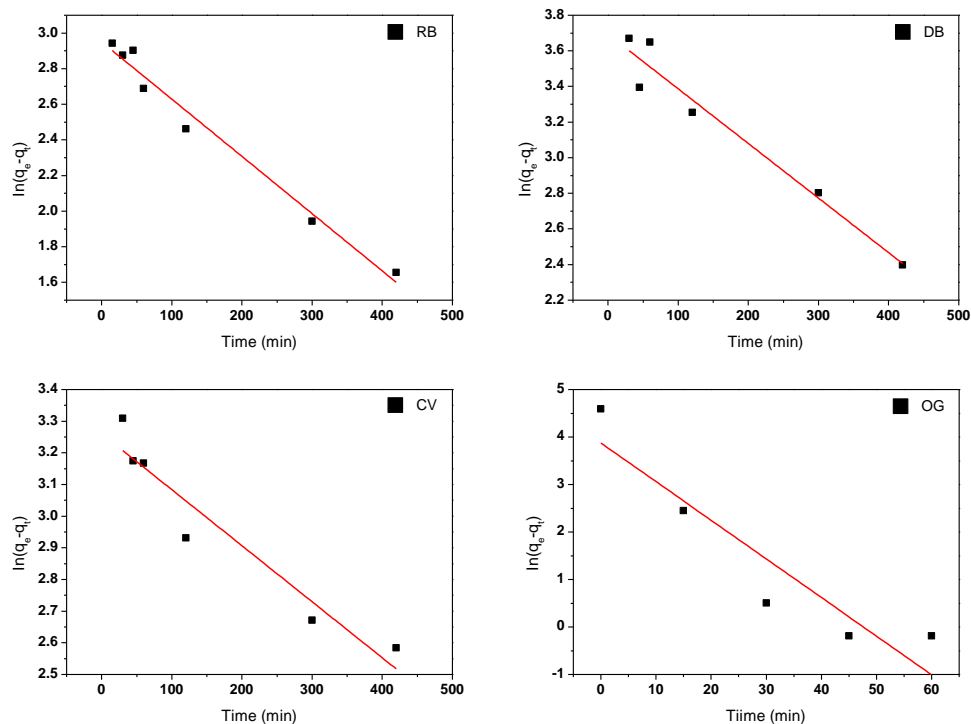 RB
ln(qₑ-qₜ)
3.0
2.8
2.6
2.4
2.2
2.0
1.8
1.6
0 100 200 300 400 500
Time (min)
DB
ln(qₑ-qₜ)
3.8
3.6
3.4
3.2
3.0
2.8
2.6
2.4
2.2
0 100 200 300 400 500
Time (min)
CV
ln(qₑ-qₜ)
3.4
3.3
3.2
3.1
3.0
2.9
2.8
2.7
2.6
2.5
0 100 200 300 400 500
Time (min)
OG
ln(qₑ-qₜ)
5
4
3
2
1
0
-1
0 10 20 30 40 50 60
Tiime (min)